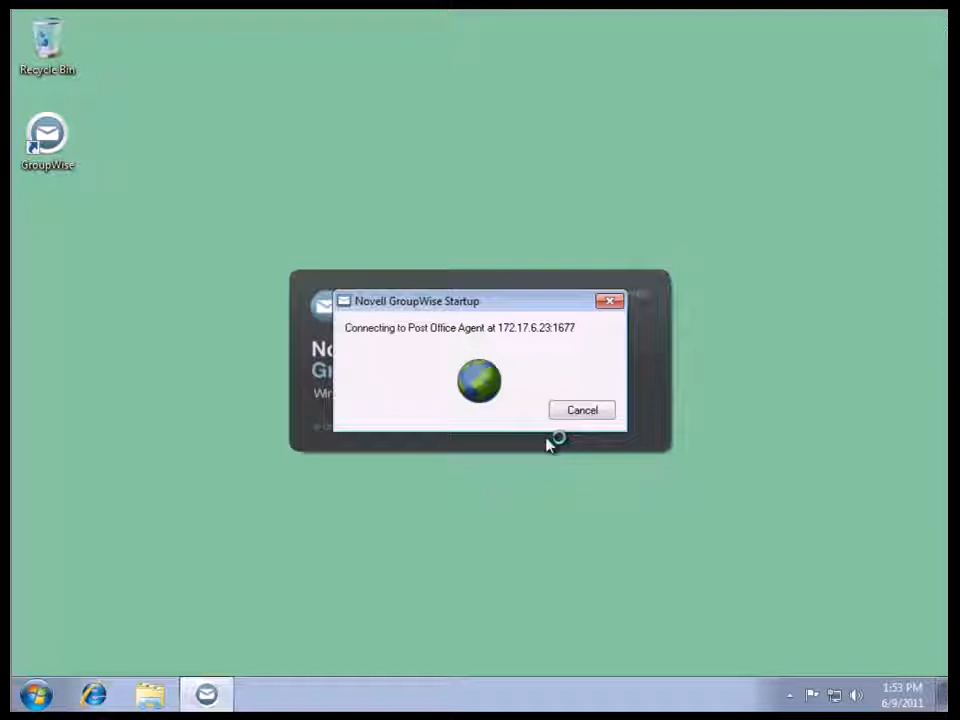 Recycle Bin
GroupWise
Novell GroupWise Startup
Connecting to Post Office Agent at 172.17.6.23:1677
Cancel
1:53 PM
6/9/2011